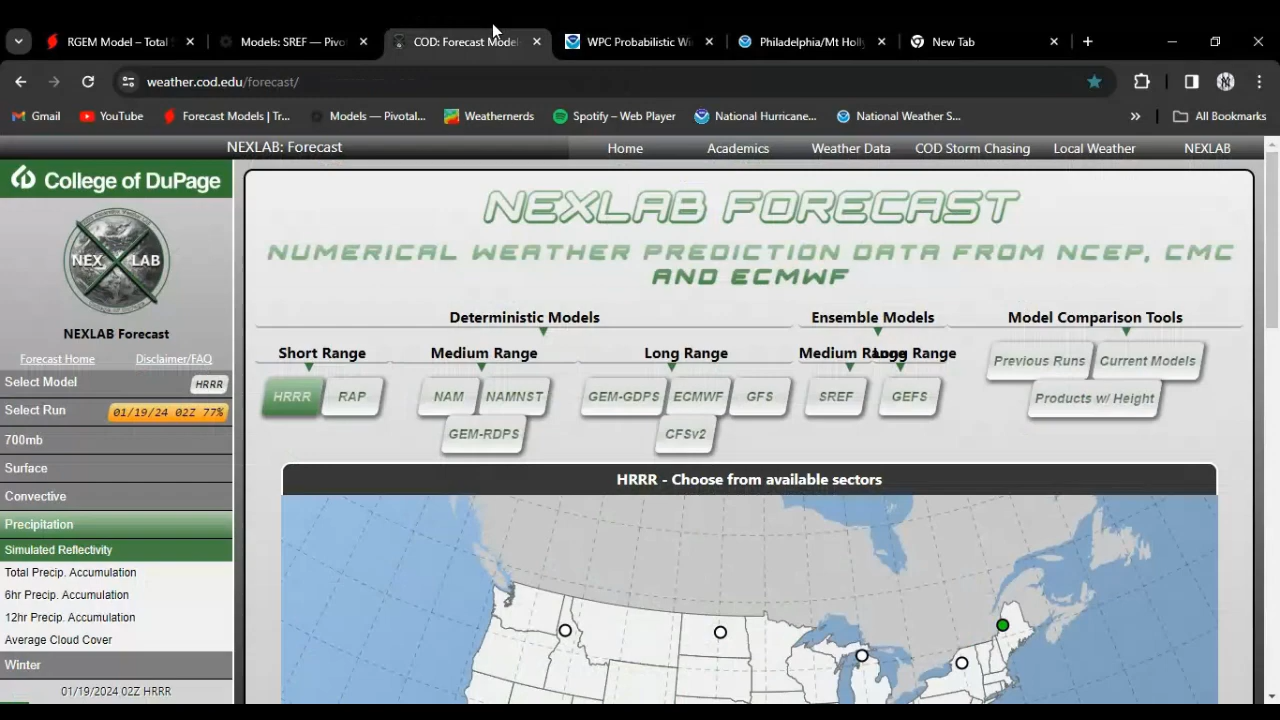 RGEM Model – Total
Models: SREF — Pivo
COD: Forecast Model
WPC Probabilistic Wi
Philadelphia/Mt Holly
New Tab
weather.cod.edu/forecast/
Gmail
YouTube
Forecast Models | Tr...
Models — Pivotal...
Weathernerds
Spotify – Web Player
National Hurricane...
National Weather S...
All Bookmarks
NEXLAB: Forecast
Home
Academics
Weather Data
COD Storm Chasing
Local Weather
NEXLAB
College of DuPage
NEX LAB
NEXLAB Forecast
Forecast Home
Disclaimer/FAQ
Select Model
HRRR
Select Run
01/19/24 02Z 77%
700mb
Surface
Convective
Precipitation
Simulated Reflectivity
Total Precip. Accumulation
6hr Precip. Accumulation
12hr Precip. Accumulation
Average Cloud Cover
Winter
01/19/2024 02Z HRRR
NEXLAB FORECAST
NUMERICAL WEATHER PREDICTION DATA FROM NCEP, CMC
AND ECMWF
Deterministic Models
Ensemble Models
Model Comparison Tools
Short Range
Medium Range
Long Range
Medium Range
Long Range
Previous Runs
Current Models
HRRR
RAP
NAM
NAMNST
GEM-GDPS
ECMWF
GFS
SREF
GEFS
Products w/ Height
GEM-RDPS
CFSv2
HRRR - Choose from available sectors